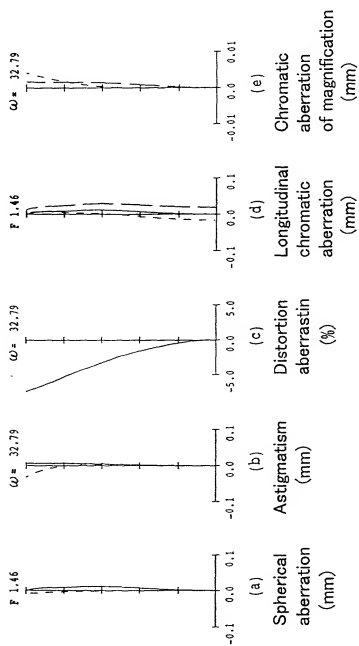 F 1.46
-0.1 0.0 0.1
(a)
Spherical
aberration
(mm)
ω= 32.79
-0.1 0.0 0.1
(b)
Astigmatism
(mm)
ω= 32.79
-5.0 0.0 5.0
(c)
Distortion
aberrastin
(%)
F 1.46
-0.1 0.0 0.1
(d)
Longitudinal
chromatic
aberration
(mm)
ω= 32.79
-0.01 0.0 0.01
(e)
Chromatic
aberration
of magnification
(mm)